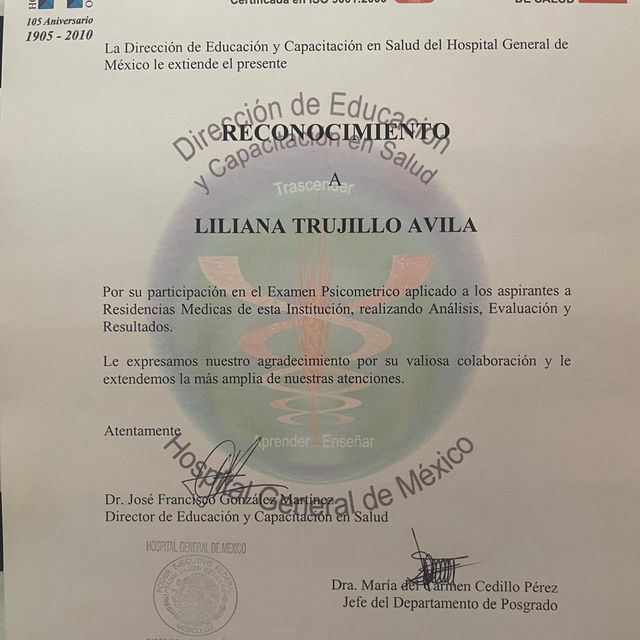 Certificada en ISO 9001:2000
DE SALUD
105 Aniversario
1905 - 2010
La Dirección de Educación y Capacitación en Salud del Hospital General de
México le extiende el presente
Dirección de Educación
y Capacitación en Salud
RECONOCIMIENTO
Trascender
A
LILIANA TRUJILLO AVILA
Por su participación en el Examen Psicometrico aplicado a los aspirantes a
Residencias Medicas de esta Institución, realizando Análisis, Evaluación y
Resultados.
Le expresamos nuestro agradecimiento por su valiosa colaboración y le
extendemos la más amplia de nuestras atenciones.
Atentamente
Aprender Enseñar
Hospital General de México
Dr. José Francisco González Martínez
Director de Educación y Capacitación en Salud
HOSPITAL GENERAL DE MEXICO
PODER EJECUTIVO FEDERAL
Dra. María del Carmen Cedillo Pérez
Jefe del Departamento de Posgrado